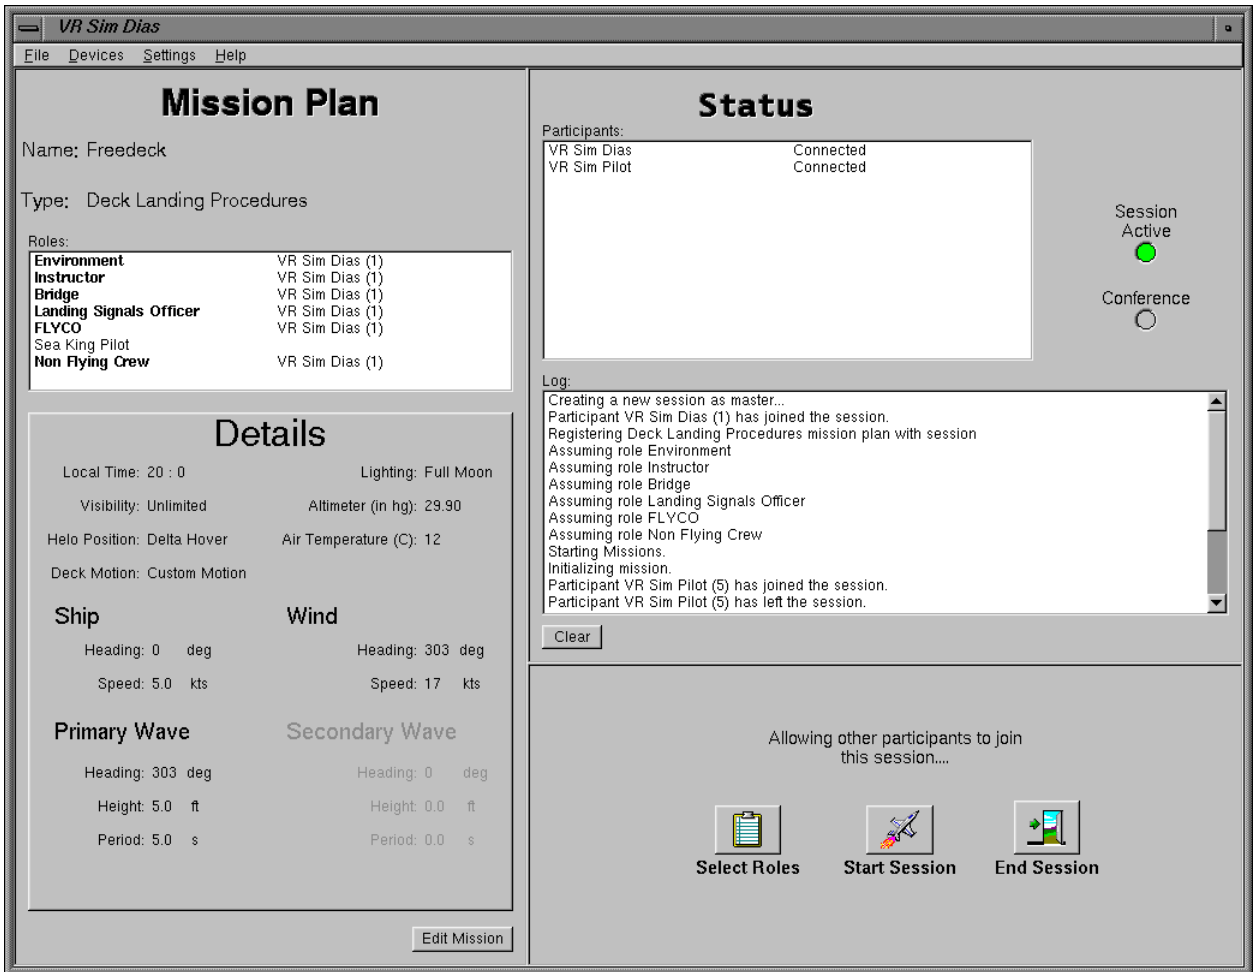 VR Sim Dias
File Devices Settings Help
Mission Plan
Name: Freedeck
Type: Deck Landing Procedures
Roles:
Environment VR Sim Dias (1)
Instructor VR Sim Dias (1)
Bridge VR Sim Dias (1)
Landing Signals Officer VR Sim Dias (1)
FLYCO VR Sim Dias (1)
Sea King Pilot
Non Flying Crew VR Sim Dias (1)
Details
Local Time: 20 : 0 Lighting: Full Moon
Visibility: Unlimited Altimeter (in hg): 29.90
Helo Position: Delta Hover Air Temperature (C): 12
Deck Motion: Custom Motion
Ship Wind
Heading: 0 deg Heading: 303 deg
Speed: 5.0 kts Speed: 17 kts
Primary Wave Secondary Wave
Heading: 303 deg Heading: 0 deg
Height: 5.0 ft Height: 0.0 ft
Period: 5.0 s Period: 0.0 s
Edit Mission
Status
Participants:
VR Sim Dias Connected
VR Sim Pilot Connected
Session
Active
Conference
Log:
Creating a new session as master...
Participant VR Sim Dias (1) has joined the session.
Registering Deck Landing Procedures mission plan with session
Assuming role Environment
Assuming role Instructor
Assuming role Bridge
Assuming role Landing Signals Officer
Assuming role FLYCO
Assuming role Non Flying Crew
Starting Missions.
Initializing mission.
Participant VR Sim Pilot (5) has joined the session.
Participant VR Sim Pilot (5) has left the session.
Clear
Allowing other participants to join
this session....
Select Roles Start Session End Session